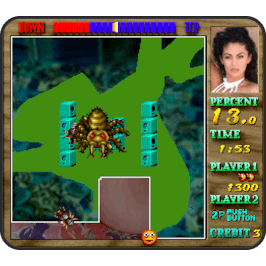 DOWN UP
PERCENT
13.0
TIME
1:53
PLAYER1
1300
PLAYER2
2P PUSH
BUTTON
CREDIT 3